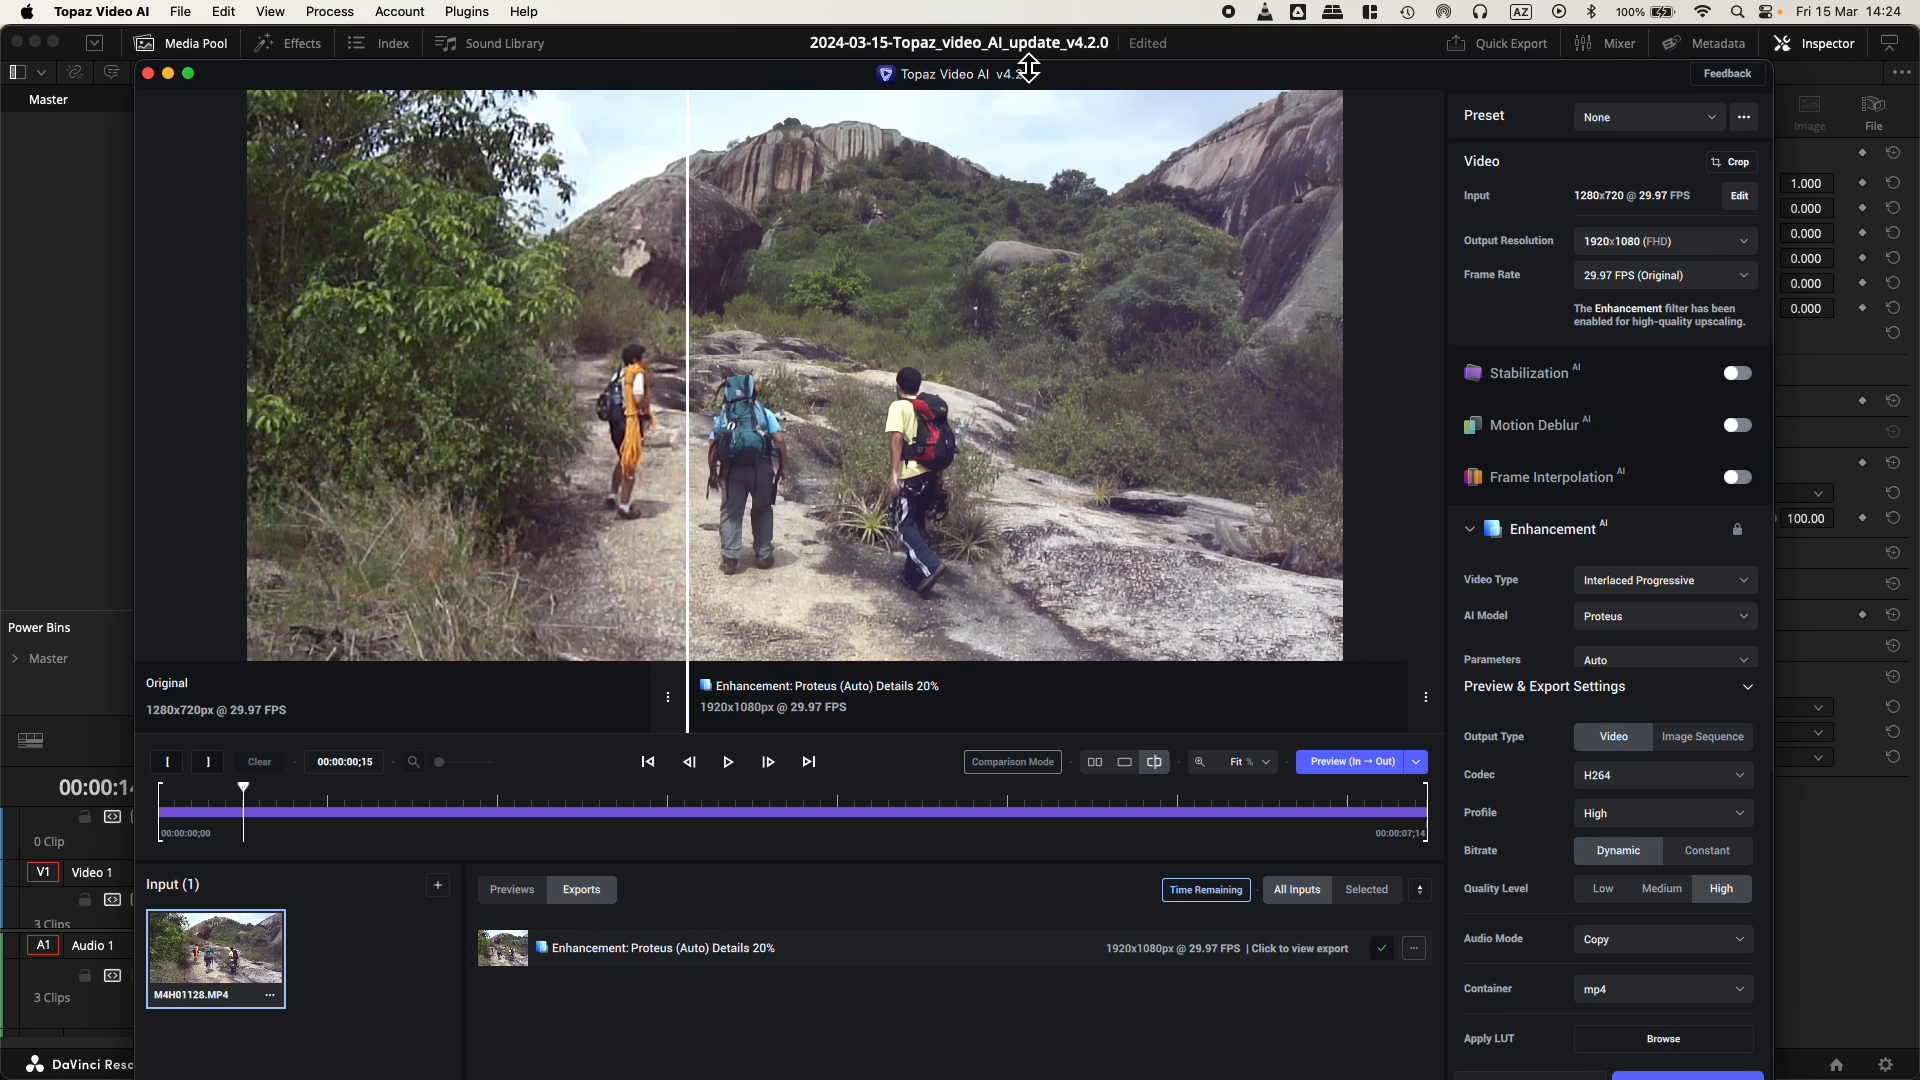 Topaz Video AI File Edit View Process Account Plugins Help AZ 100% Fri 15 Mar 14:24
Media Pool Effects Index Sound Library 2024-03-15-Topaz_video_AI_update_v4.2.0 Edited Quick Export Mixer Metadata Inspector
Topaz Video AI v4.2 Feedback
Master
Image File
Preset None
Video Crop
Input 1280x720 @ 29.97 FPS Edit
1.000
0.000
Output Resolution 1920x1080 (FHD)
0.000
0.000
Frame Rate 29.97 FPS (Original)
0.000
The Enhancement filter has been
enabled for high-quality upscaling.
0.000
Stabilization AI
Motion Deblur AI
Frame Interpolation AI
100.00
Enhancement AI
Video Type Interlaced Progressive
AI Model Proteus
Parameters Auto
Preview & Export Settings
Power Bins
Master
Original
1280x720px @ 29.97 FPS
Enhancement: Proteus (Auto) Details 20%
1920x1080px @ 29.97 FPS
Output Type Video Image Sequence
[ ] Clear 00:00:00;15 Comparison Mode Fit % Preview (In → Out)
Codec H264
00:00:1
Profile High
00:00:00;00 00:00:07;14
0 Clip
Bitrate Dynamic Constant
V1 Video 1
Input (1) +
Previews Exports Time Remaining All Inputs Selected
Quality Level Low Medium High
3 Clips
A1 Audio 1
Enhancement: Proteus (Auto) Details 20% 1920x1080px @ 29.97 FPS | Click to view export
Audio Mode Copy
M4H01128.MP4
3 Clips
Container mp4
Apply LUT Browse
DaVinci Reso